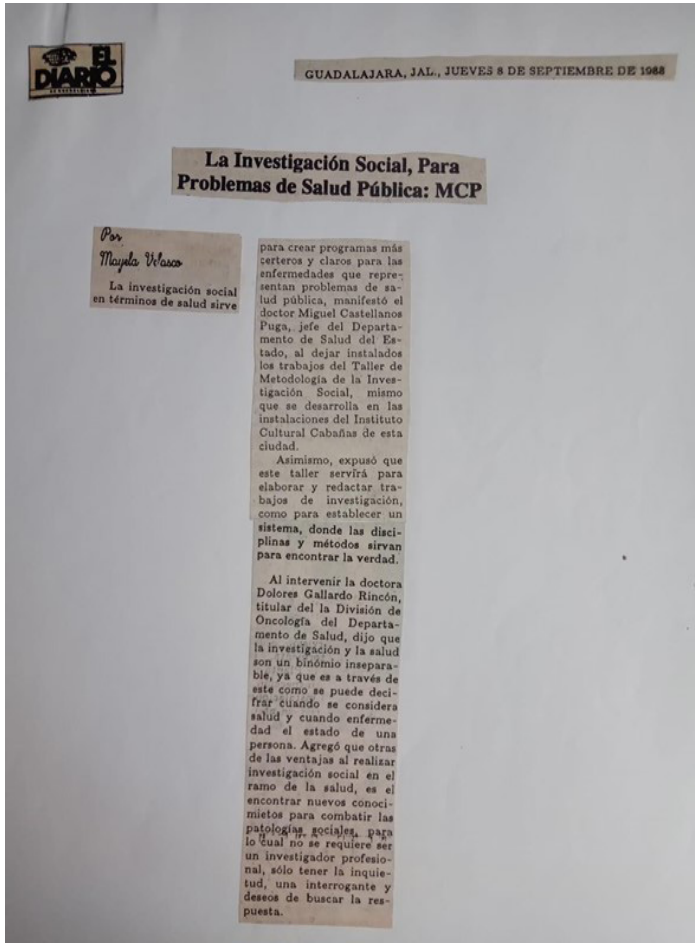 EL
DIARIO
GUADALAJARA, JAL., JUEVES 8 DE SEPTIEMBRE DE 1988
La Investigación Social, Para
Problemas de Salud Pública: MCP
Por
Mayela Velasco
La investigación social
en términos de salud sirve
para crear programas más
certeros y claros para las
enfermedades que repre-
sentan problemas de sa-
lud pública, manifestó el
doctor Miguel Castellanos
Puga, jefe del Departa-
mento de Salud del Es-
tado, al dejar instalados
los trabajos del Taller de
Metodología de la Inves-
tigación Social, mismo
que se desarrolla en las
instalaciones del Instituto
Cultural Cabañas de esta
ciudad.
Asimismo, expusó que
este taller servirá para
elaborar y redactar tra-
bajos de investigación,
como para establecer un
sistema, donde las disci-
plinas y métodos sirvan
para encontrar la verdad.
Al intervenir la doctora
Dolores Gallardo Rincón,
titular del la División de
Oncología del Departa-
mento de Salud, dijo que
la investigación y la salud
son un binómio insepara-
ble, ya que es a través de
este como se puede deci-
frar cuando se considera
salud y cuando enferme-
dad el estado de una
persona. Agregó que otras
de las ventajas al realizar
investigación social en el
ramo de la salud, es el
encontrar nuevos conoci-
mietos para combatir las
patologías sociales, para
lo cual no se requiere ser
un investigador profesio-
nal, sólo tener la inquie-
tud, una interrogante y
deseos de buscar la res-
puesta.